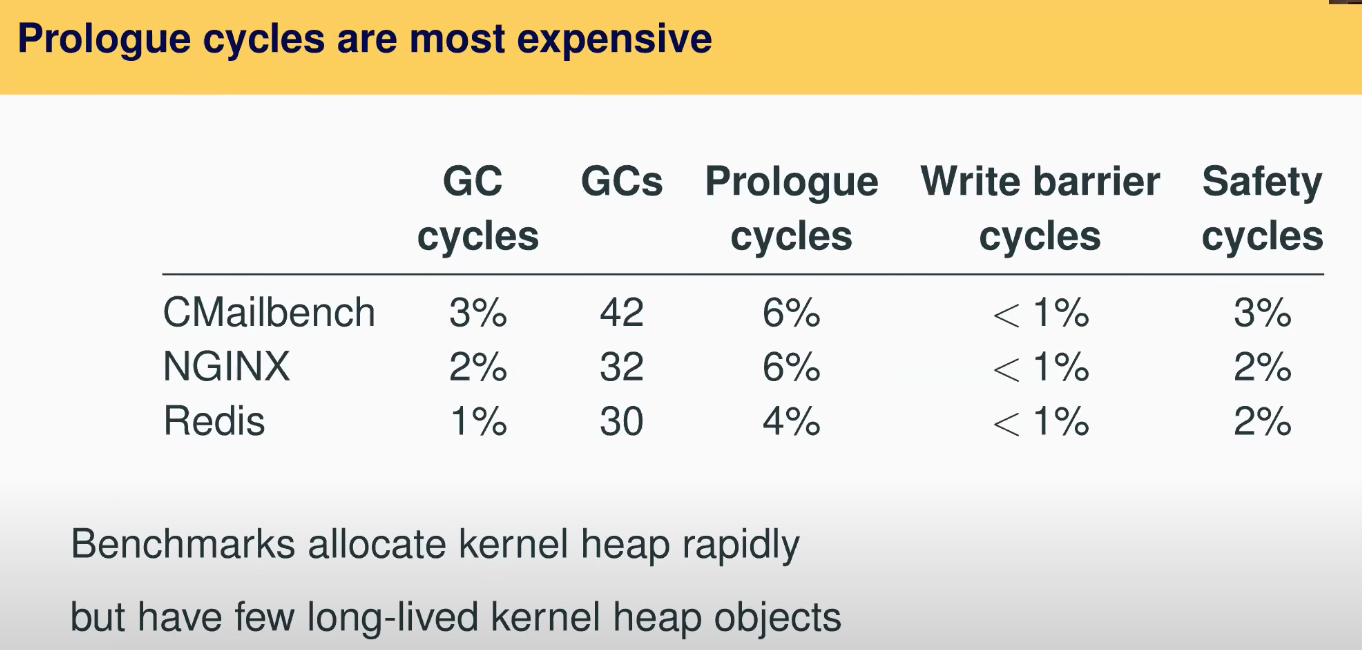 Prologue cycles are most expensive
GC GCs Prologue Write barrier Safety
cycles cycles cycles cycles
CMailbench 3% 42 6% < 1% 3%
NGINX 2% 32 6% < 1% 2%
Redis 1% 30 4% < 1% 2%
Benchmarks allocate kernel heap rapidly
but have few long-lived kernel heap objects